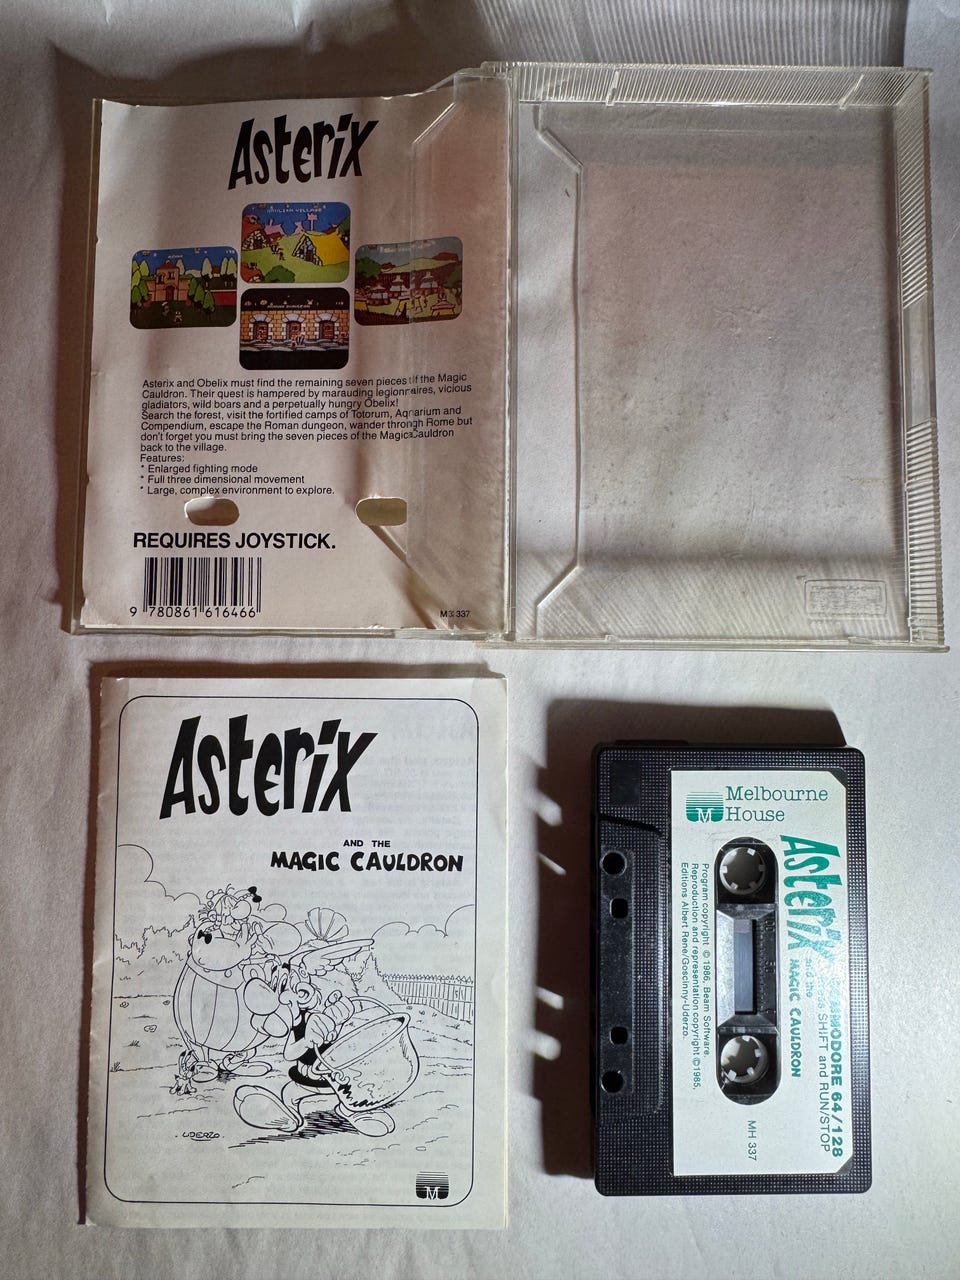 Asterix
Asterix and Obelix must find the remaining seven pieces of the Magic
Cauldron. Their quest is hampered by marauding legionnaires, vicious
gladiators, wild boars and a perpetually hungry Obelix!
Search the forest, visit the fortified camps of Totorum, Aquarium and
Compendium, escape the Roman dungeon, wander through Rome but
don't forget you must bring the seven pieces of the Magic Cauldron
back to the village.
Features:
* Enlarged fighting mode
* Full three dimensional movement
* Large, complex environment to explore.
REQUIRES JOYSTICK.
9 780861 616466
MH 337
Asterix
AND THE
MAGIC CAULDRON
UDERZO
M
Melbourne
House
M
COMMODORE 64/128
SHIFT and RUN/STOP
Asterix
and the
MAGIC CAULDRON
MH 337
Program copyright © 1986, Beam Software.
Reproduction and representation copyright © 1985,
Editions Albert Rene/Goscinny-Uderzo.